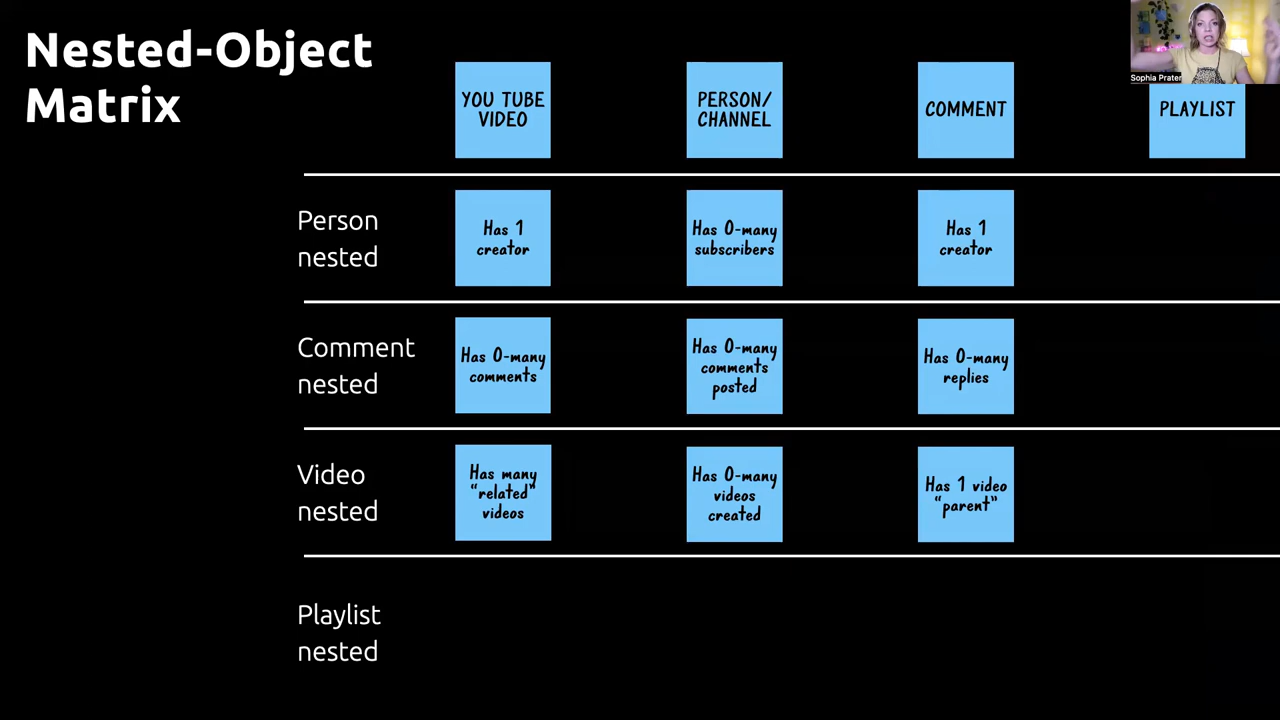 Nested-Object
Matrix
Sophia Prater
YOU TUBE
VIDEO
PERSON/
CHANNEL
COMMENT
PLAYLIST
Person
nested
Has 1
creator
Has 0-many
subscribers
Has 1
creator
Comment
nested
Has 0-many
comments
Has 0-many
comments
posted
Has 0-many
replies
Video
nested
Has many
"related"
videos
Has 0-many
videos
created
Has 1 video
"parent"
Playlist
nested